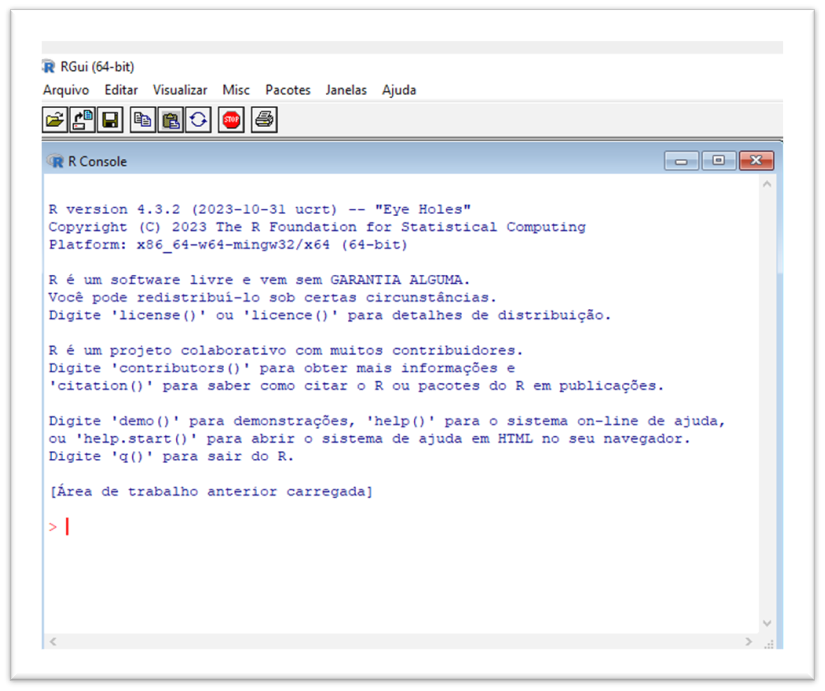 RGui (64-bit)
Arquivo Editar Visualizar Misc Pacotes Janelas Ajuda
STOP
R Console
R version 4.3.2 (2023-10-31 ucrt) -- "Eye Holes"
Copyright (C) 2023 The R Foundation for Statistical Computing
Platform: x86_64-w64-mingw32/x64 (64-bit)
R é um software livre e vem sem GARANTIA ALGUMA.
Você pode redistribuí-lo sob certas circunstâncias.
Digite 'license()' ou 'licence()' para detalhes de distribuição.
R é um projeto colaborativo com muitos contribuidores.
Digite 'contributors()' para obter mais informações e
'citation()' para saber como citar o R ou pacotes do R em publicações.
Digite 'demo()' para demonstrações, 'help()' para o sistema on-line de ajuda,
ou 'help.start()' para abrir o sistema de ajuda em HTML no seu navegador.
Digite 'q()' para sair do R.
[Área de trabalho anterior carregada]
>